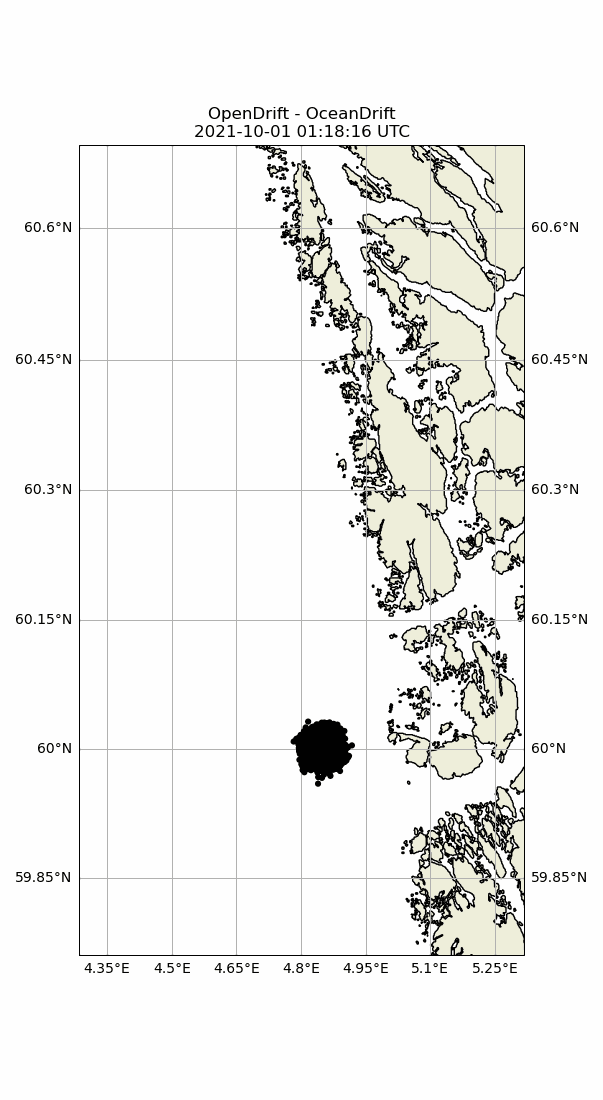 OpenDrift - OceanDrift
2021-10-01 01:18:16 UTC
60.6°N 60.6°N
60.45°N 60.45°N
60.3°N 60.3°N
60.15°N 60.15°N
60°N 60°N
59.85°N 59.85°N
4.35°E 4.5°E 4.65°E 4.8°E 4.95°E 5.1°E 5.25°E